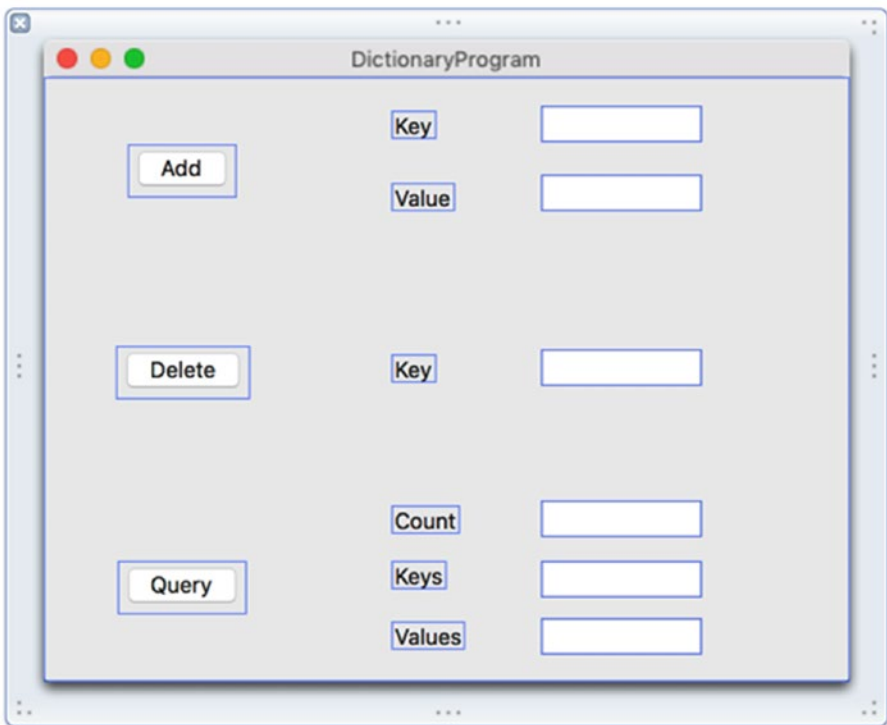 DictionaryProgram
Key
Add
Value
Delete
Key
Count
Keys
Query
Values